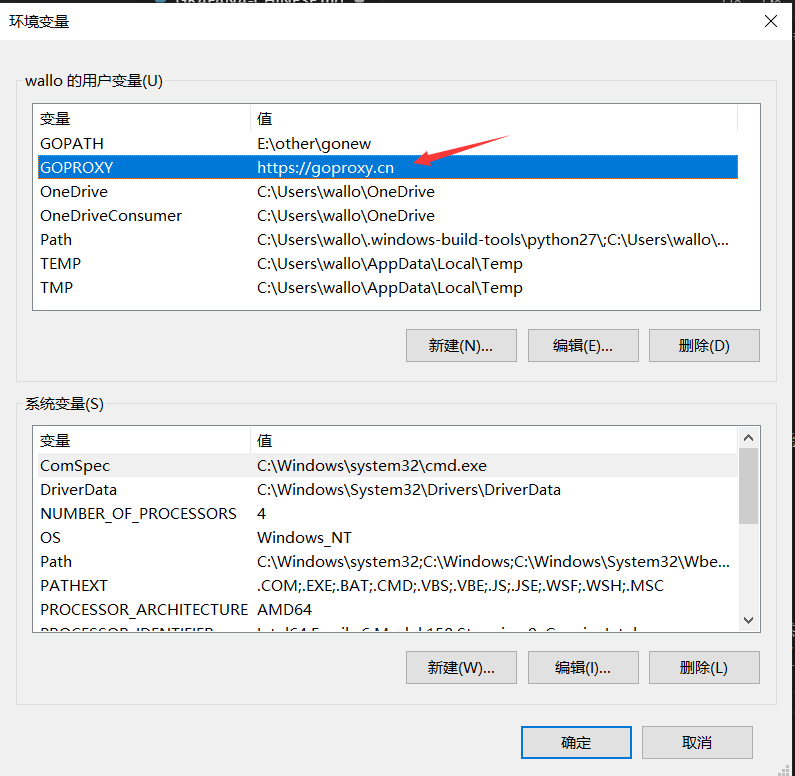 环境变量
wallo 的用户变量(U)
变量 值
GOPATH E:\other\gonew
GOPROXY https://goproxy.cn
OneDrive C:\Users\wallo\OneDrive
OneDriveConsumer C:\Users\wallo\OneDrive
Path C:\Users\wallo\.windows-build-tools\python27\;C:\Users\wallo\...
TEMP C:\Users\wallo\AppData\Local\Temp
TMP C:\Users\wallo\AppData\Local\Temp
新建(N)... 编辑(E)... 删除(D)
系统变量(S)
变量 值
ComSpec C:\Windows\system32\cmd.exe
DriverData C:\Windows\System32\Drivers\DriverData
NUMBER_OF_PROCESSORS 4
OS Windows_NT
Path C:\Windows\system32;C:\Windows;C:\Windows\System32\Wbe...
PATHEXT .COM;.EXE;.BAT;.CMD;.VBS;.VBE;.JS;.JSE;.WSF;.WSH;.MSC
PROCESSOR_ARCHITECTURE AMD64
新建(W)... 编辑(I)... 删除(L)
确定 取消